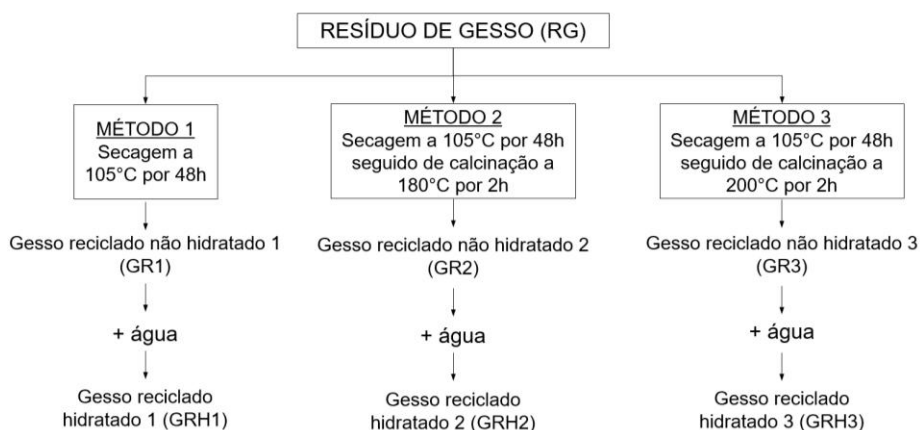 RESÍDUO DE GESSO (RG)
MÉTODO 1
Secagem a
105°C por 48h
MÉTODO 2
Secagem a 105°C por 48h
seguido de calcinação a
180°C por 2h
MÉTODO 3
Secagem a 105°C por 48h
seguido de calcinação a
200°C por 2h
Gesso reciclado não hidratado 1
(GR1)
Gesso reciclado não hidratado 2
(GR2)
Gesso reciclado não hidratado 3
(GR3)
+ água
+ água
+ água
Gesso reciclado
hidratado 1 (GRH1)
Gesso reciclado
hidratado 2 (GRH2)
Gesso reciclado
hidratado 3 (GRH3)